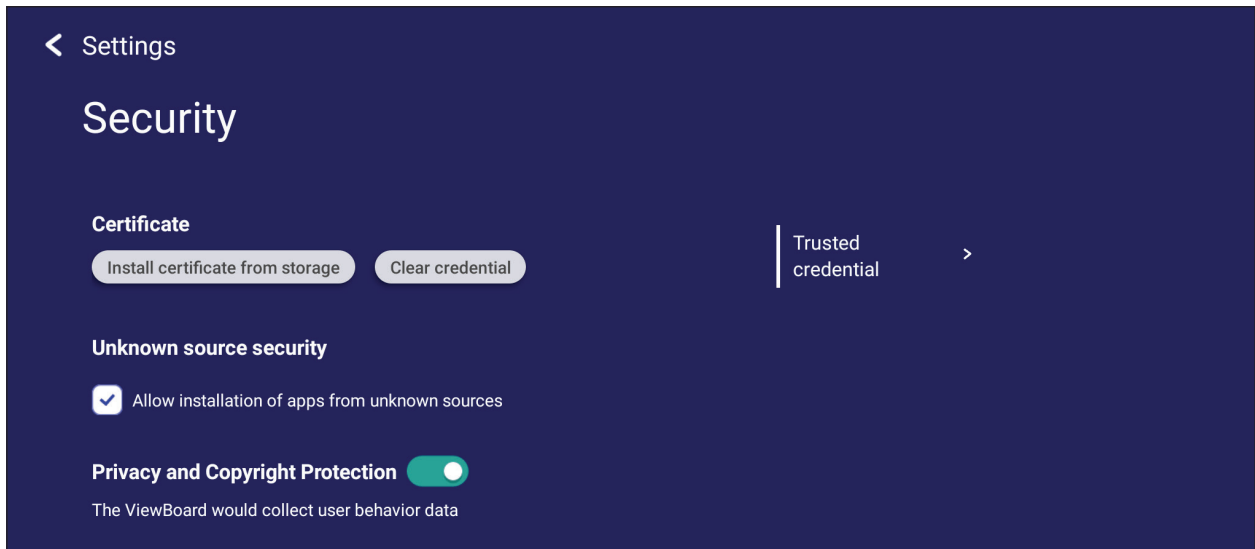 Settings
Security
Certificate
Install certificate from storage
Clear credential
Trusted
credential
Unknown source security
Allow installation of apps from unknown sources
Privacy and Copyright Protection
The ViewBoard would collect user behavior data